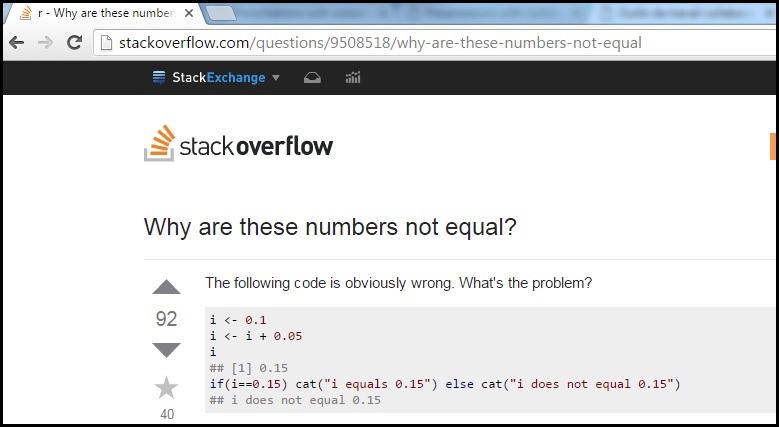 r - Why are these number
stackoverflow.com/questions/9508518/why-are-these-numbers-not-equal
StackExchange
stackoverflow
Why are these numbers not equal?
The following code is obviously wrong. What's the problem?
92
i <- 0.1
i <- i + 0.05
i
## [1] 0.15
if(i==0.15) cat("i equals 0.15") else cat("i does not equal 0.15")
## i does not equal 0.15
40